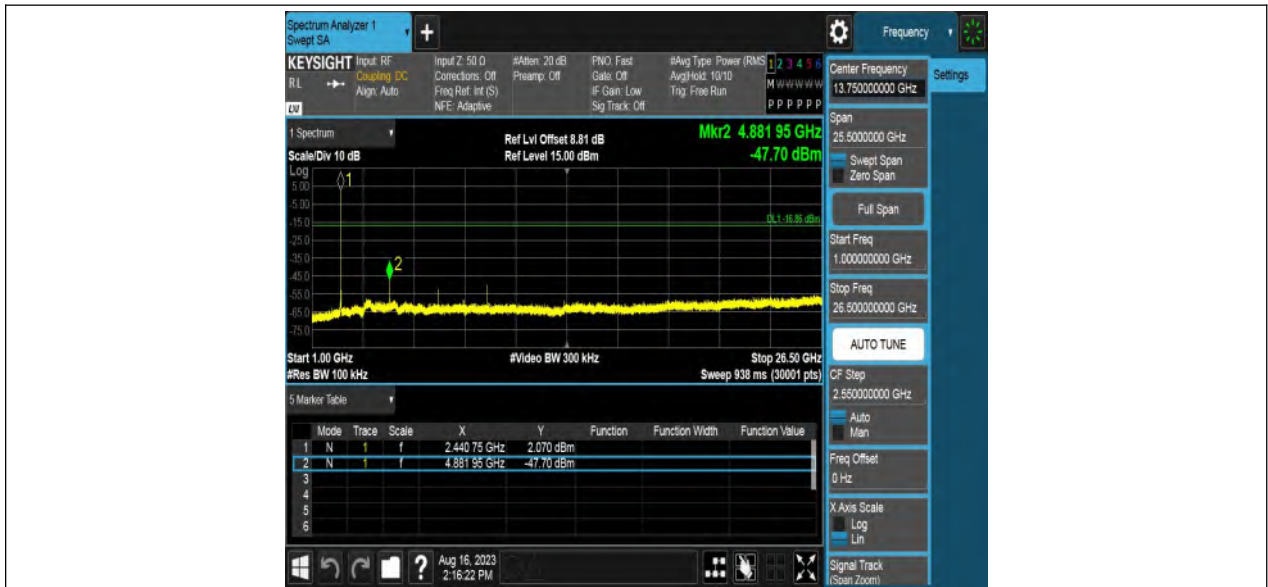 Spectrum Analyzer 1
Swept SA
+
Frequency
KEYSIGHT Input: RF Input Z: 50 Ω #Atten: 20 dB PNO: Fast #Avg Type: Power (RMS 1 2 3 4 5 6
RL Coupling: DC Corrections: Off Preamp: Off Gate: Off Avg|Hold: 10/10 M W W W W W
Align: Auto Freq Ref: Int (S) IF Gain: Low Trig: Free Run
LXI NFE: Adaptive Sig Track: Off P P P P P P
Center Frequency
13.750000000 GHz
Settings
1 Spectrum
Ref Lvl Offset 8.81 dB
Mkr2 4.881 95 GHz
Scale/Div 10 dB
Ref Level 15.00 dBm
-47.70 dBm
Log
5.00
-5.00
-15.0
-25.0
-35.0
-45.0
-55.0
-65.0
-75.0
1
2
DL1 -16.86 dBm
Start 1.00 GHz #Video BW 300 kHz Stop 26.50 GHz
#Res BW 100 kHz Sweep 938 ms (30001 pts)
Span
25.5000000 GHz
Swept Span
Zero Span
Full Span
Start Freq
1.000000000 GHz
Stop Freq
26.500000000 GHz
AUTO TUNE
CF Step
2.550000000 GHz
Auto
Man
Freq Offset
0 Hz
X Axis Scale
Log
Lin
Signal Track
(Span Zoom)
5 Marker Table
Mode Trace Scale X Y Function Function Width Function Value
1 N 1 f 2.440 75 GHz 2.070 dBm
2 N 1 f 4.881 95 GHz -47.70 dBm
3
4
5
6
?
Aug 16, 2023
2:16:22 PM